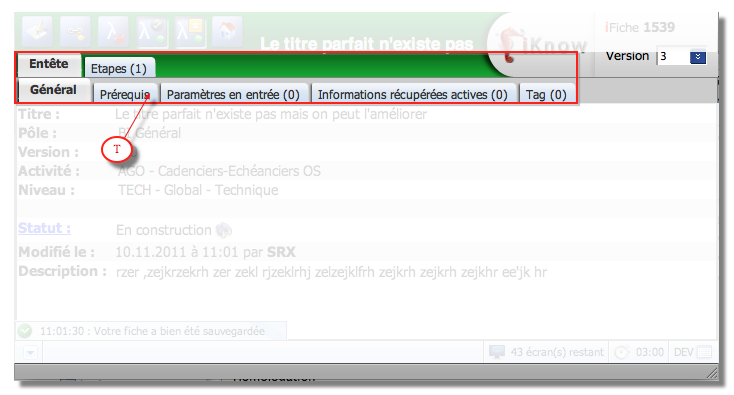 iFiche 1539
Le titre parfait n'existe pas
iKnow
Version 3
Entête Etapes (1)
Général Prérequis Paramètres en entrée (0) Informations récupérées actives (0) Tag (0)
Titre : Le titre parfait n'existe pas mais on peut l'améliorer
Pôle : B. Général
Version :
T
Activité : AGO - Cadenciers-Echéanciers OS
Niveau : TECH - Global - Technique
Statut : En construction
Modifié le : 10.11.2011 à 11:01 par SRX
Description : rzer ,zejkrzekrh zer zekl rjzeklrhj zelzejklfrh zejkrh zejkrh zejkhr ee'jk hr
11:01:30 : Votre fiche a bien été sauvegardée
43 écran(s) restant 03:00 DEV